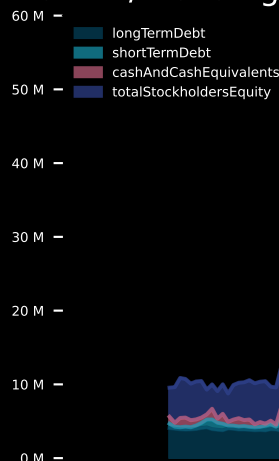 60 M
longTermDebt
shortTermDebt
cashAndCashEquivalents
totalStockholdersEquity
50 M
40 M
30 M
20 M
10 M
0 M